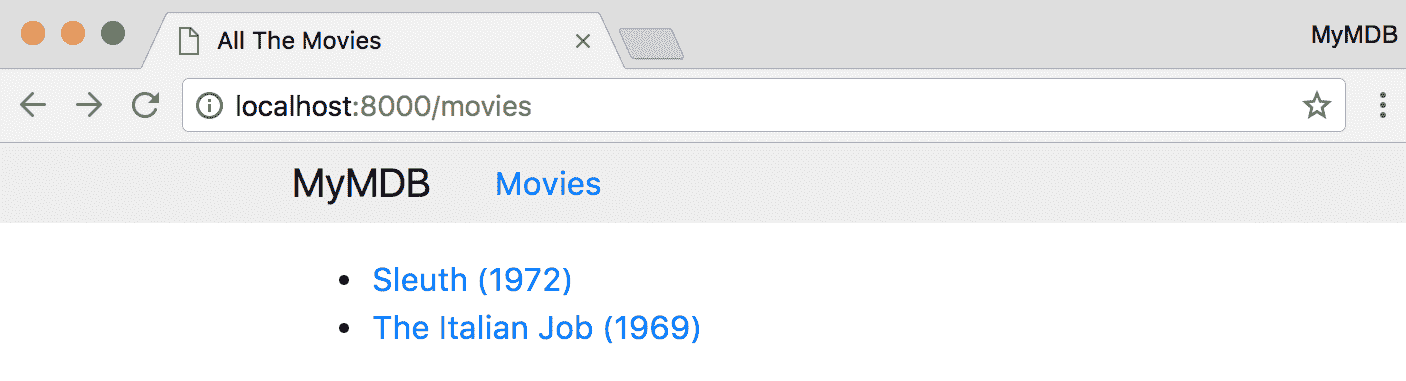 All The Movies
MyMDB
localhost:8000/movies
MyMDB Movies
Sleuth (1972)
The Italian Job (1969)